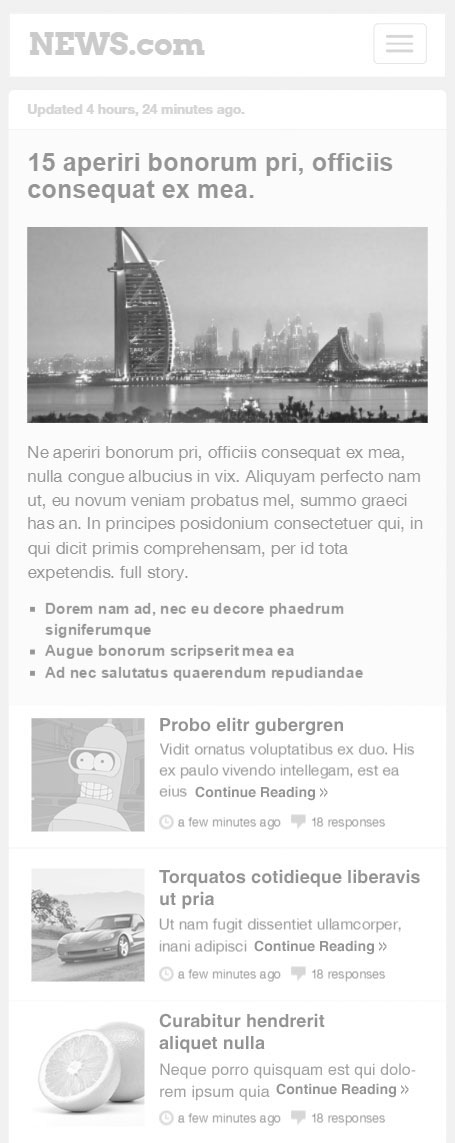 NEWS.com
Updated 4 hours, 24 minutes ago.
15 aperiri bonorum pri, officiis
consequat ex mea.
Ne aperiri bonorum pri, officiis consequat ex mea,
nulla congue albucius in vix. Aliquyam perfecto nam
ut, eu novum veniam probatus mel, summo graeci
has an. In principes posidonium consectetuer qui, in
qui dicit primis comprehensam, per id tota
expetendis. full story.
▪ Dorem nam ad, nec eu decore phaedrum
signiferumque
▪ Augue bonorum scripserit mea ea
▪ Ad nec salutatus quaerendum repudiandae
Probo elitr gubergren
Vidit ornatus voluptatibus ex duo. His
ex paulo vivendo intellegam, est ea
eius Continue Reading »
a few minutes ago 18 responses
Torquatos cotidieque liberavis
ut pria
Ut nam fugit dissentiet ullamcorper,
inani adipisci Continue Reading »
a few minutes ago 18 responses
Curabitur hendrerit
aliquet nulla
Neque porro quisquam est qui dolo-
rem ipsum quia Continue Reading »
a few minutes ago 18 responses